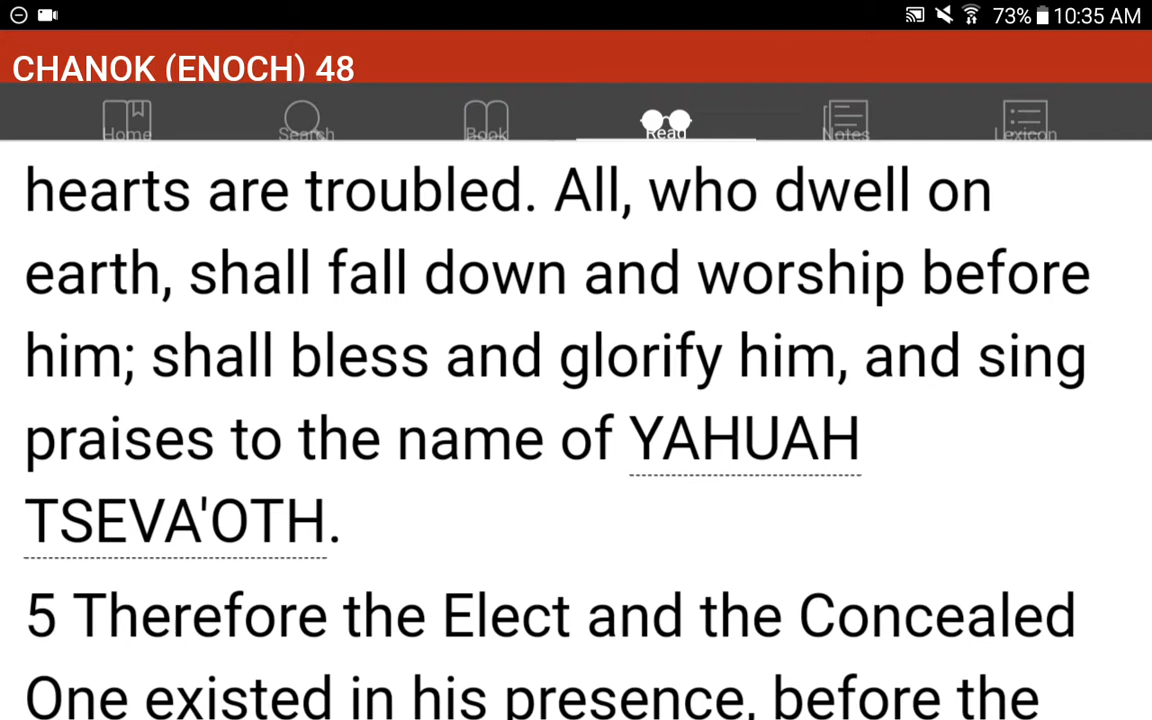 73% 10:35 AM
CHANOK (ENOCH) 48
Home Search Book Read Notes Lexicon
hearts are troubled. All, who dwell on
earth, shall fall down and worship before
him; shall bless and glorify him, and sing
praises to the name of YAHUAH
TSEVA'OTH.
5 Therefore the Elect and the Concealed
One existed in his presence, before the